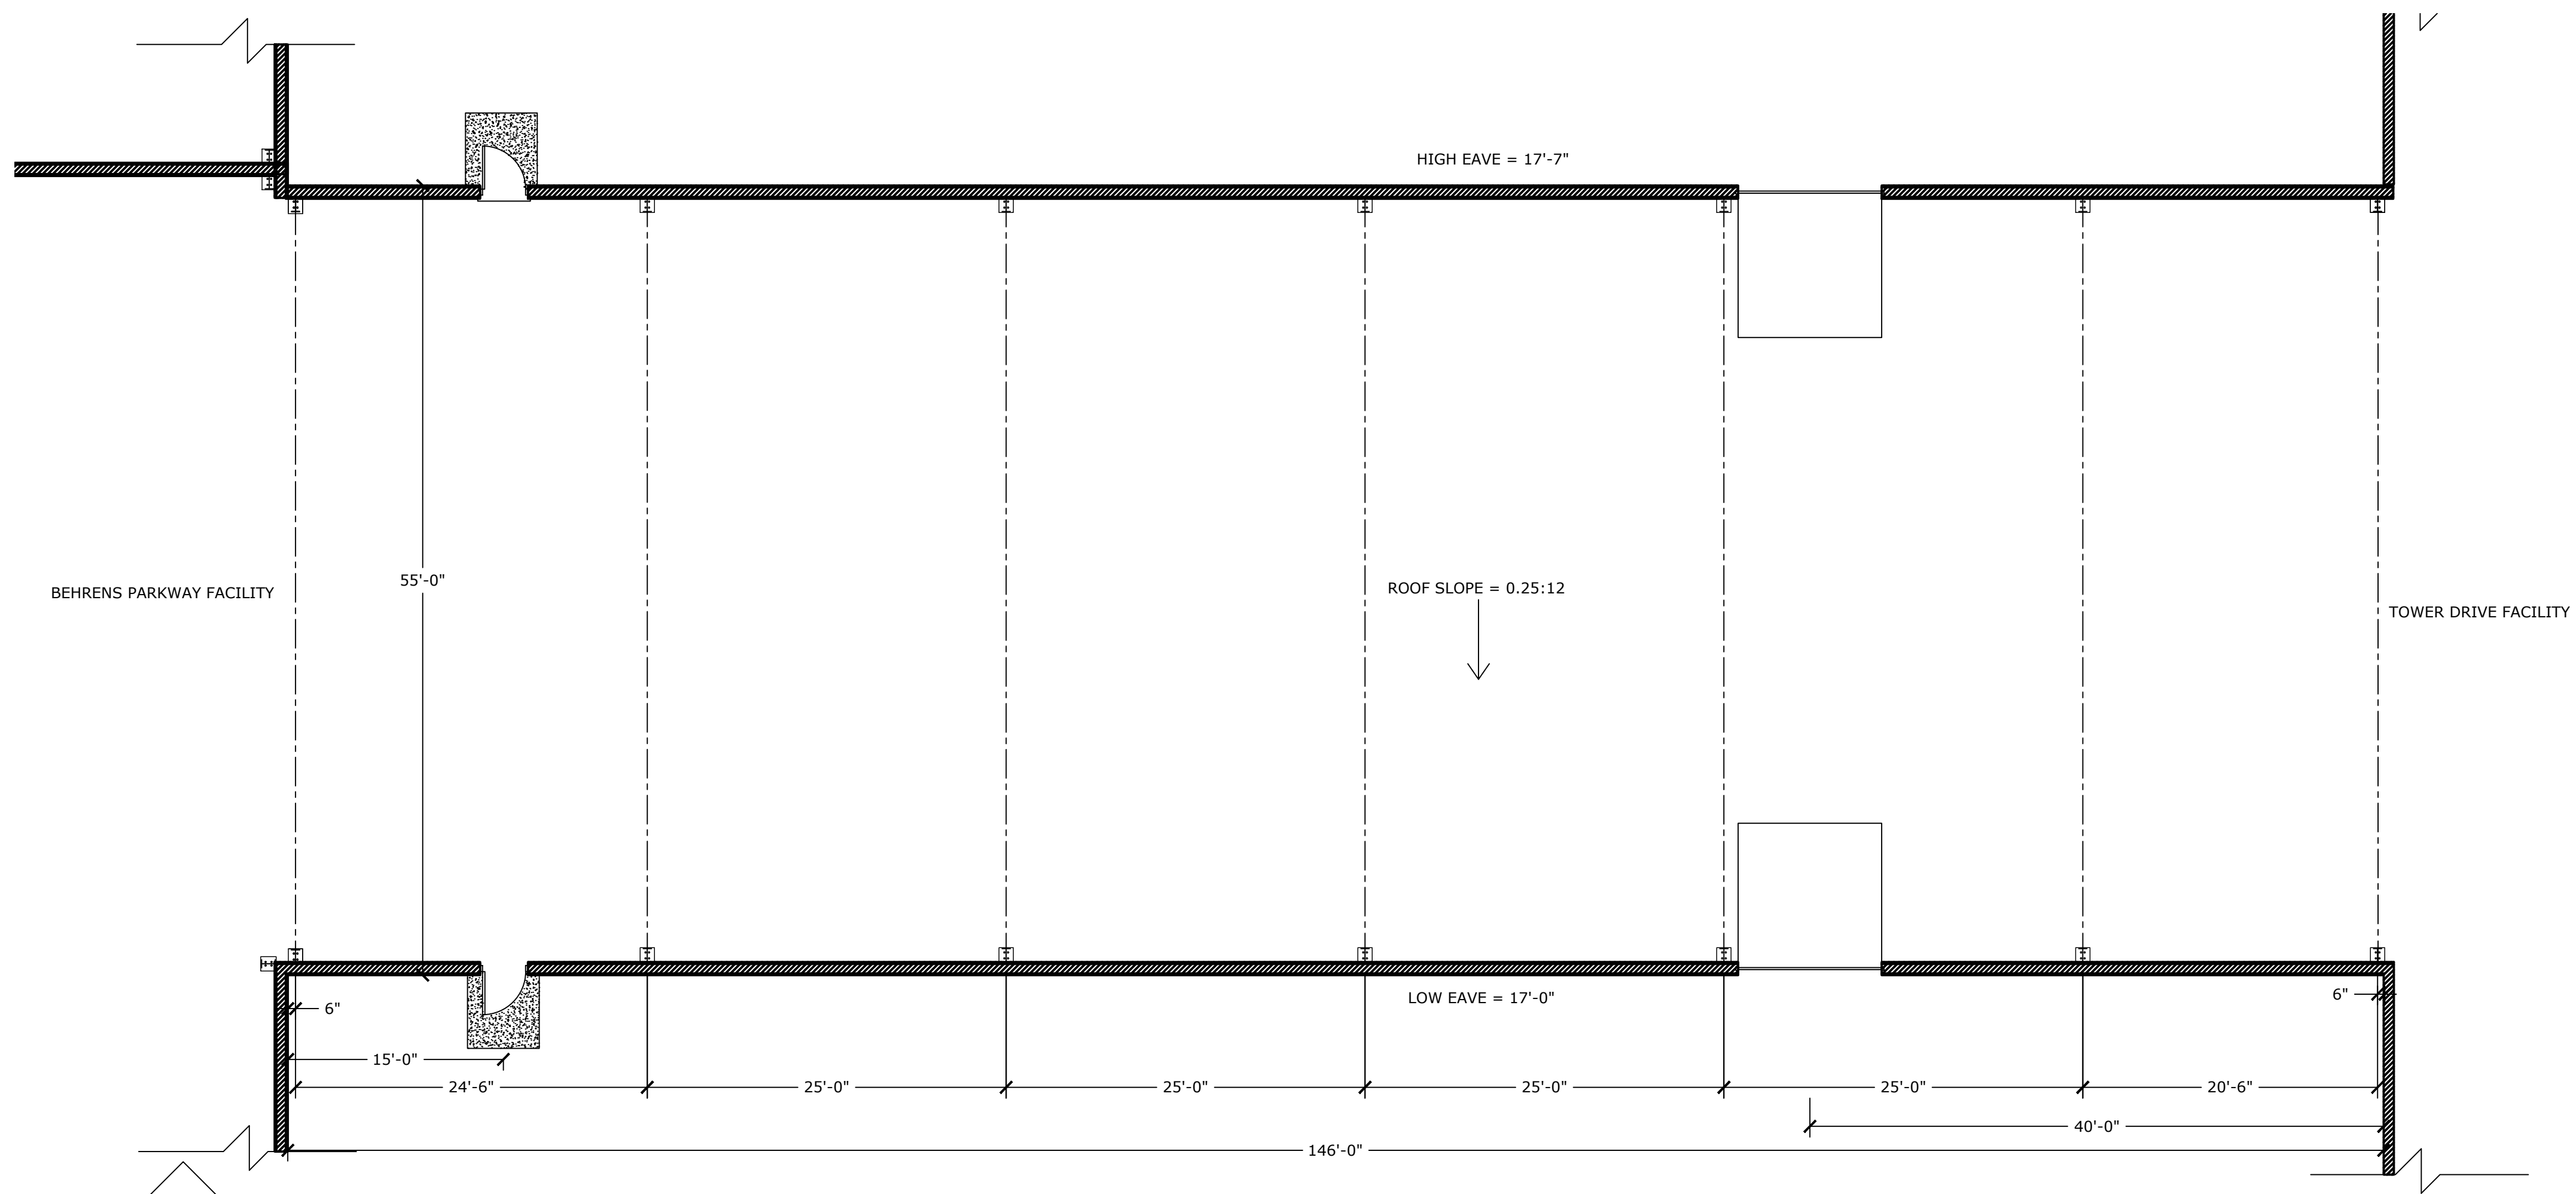 HIGH EAVE = 17'-7"
55'-0"
BEHRENS PARKWAY FACILITY
ROOF SLOPE = 0.25:12
TOWER DRIVE FACILITY
LOW EAVE = 17'-0"
6"
6"
15'-0"
24'-6"
25'-0"
25'-0"
25'-0"
25'-0"
20'-6"
40'-0"
146'-0"